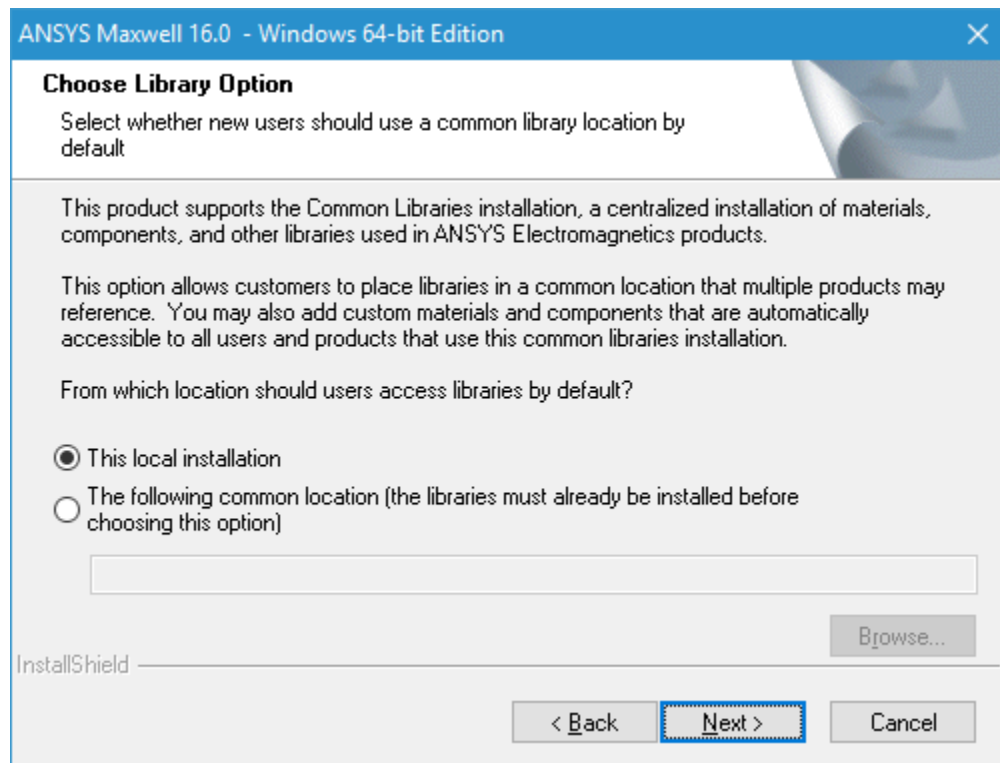 ANSYS Maxwell 16.0 - Windows 64-bit Edition
Choose Library Option
Select whether new users should use a common library location by
default
This product supports the Common Libraries installation, a centralized installation of materials,
components, and other libraries used in ANSYS Electromagnetics products.
This option allows customers to place libraries in a common location that multiple products may
reference. You may also add custom materials and components that are automatically
accessible to all users and products that use this common libraries installation.
From which location should users access libraries by default?
This local installation
The following common location (the libraries must already be installed before
choosing this option)
Browse...
InstallShield
< Back Next > Cancel